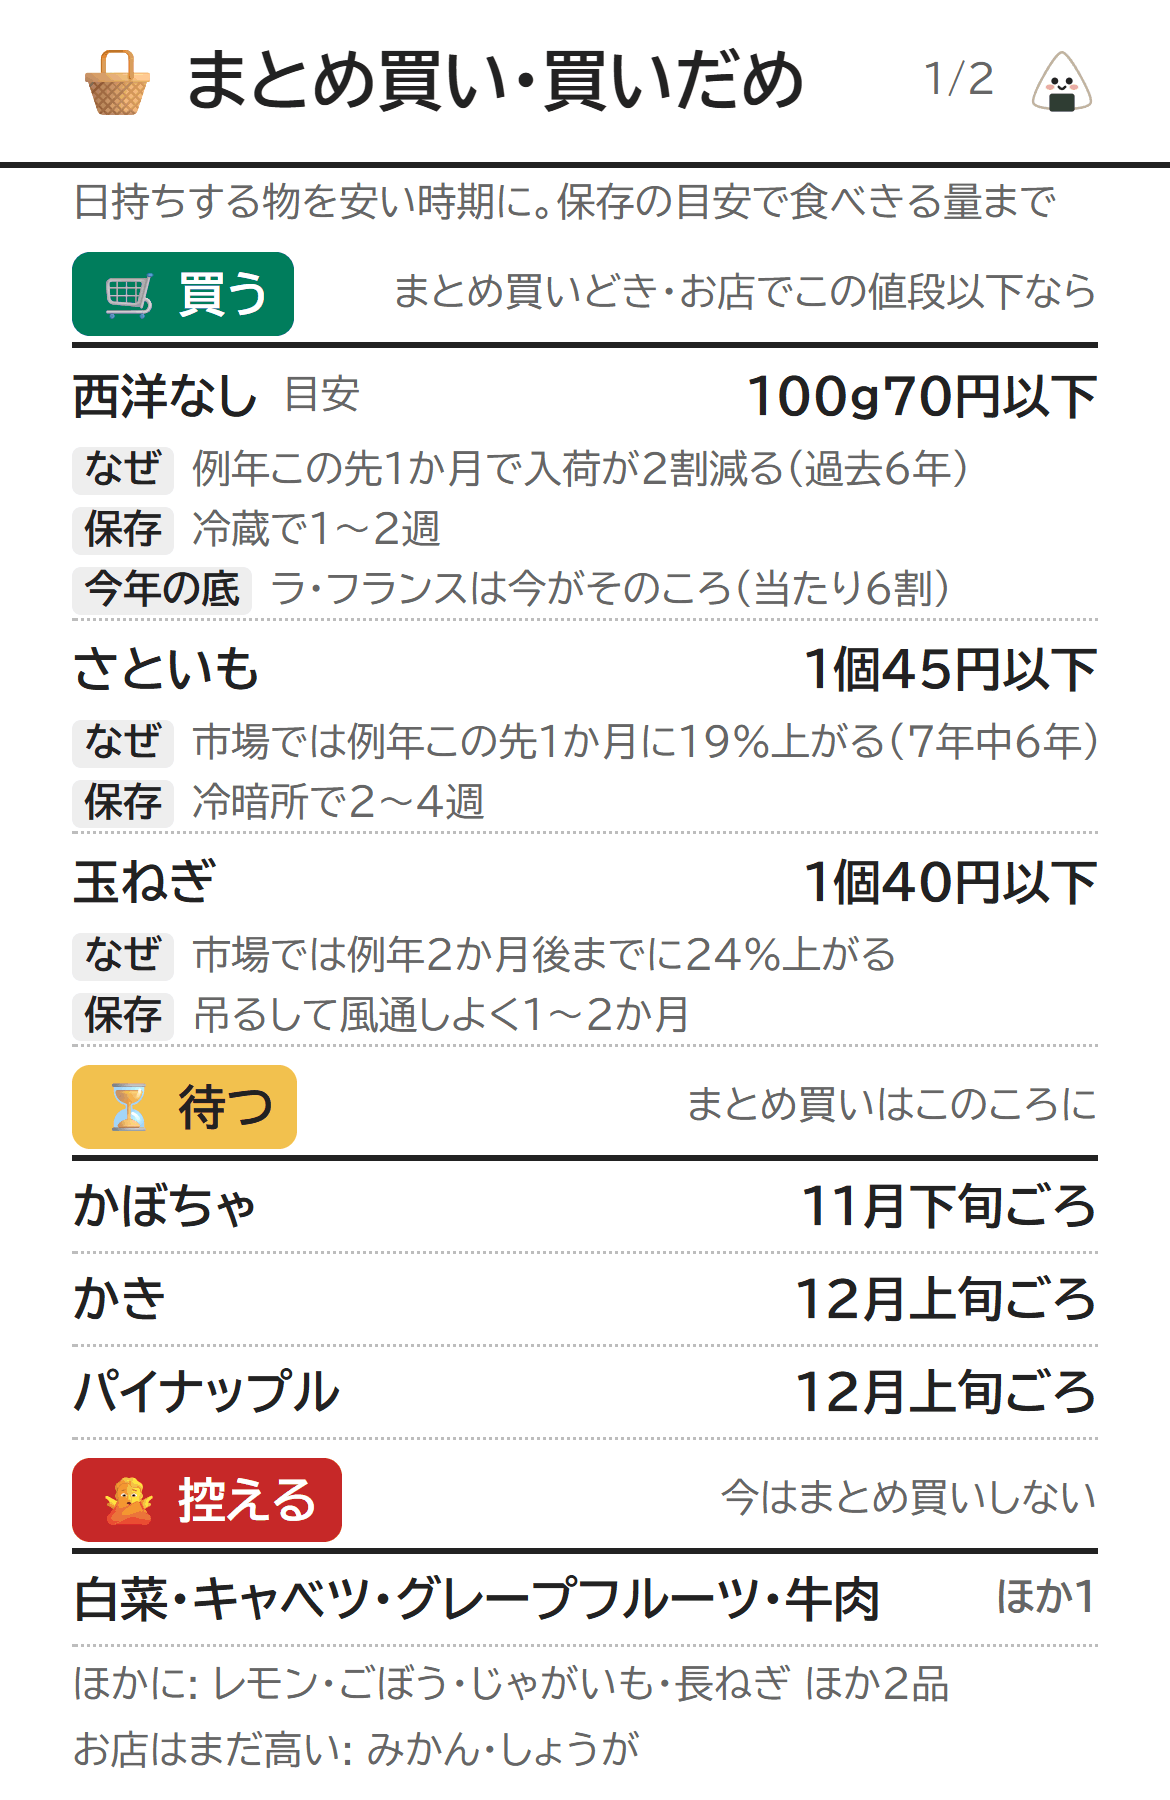 まとめ買い・買いだめ 1/2
日持ちする物を安い時期に。保存の目安で食べきる量まで
買う まとめ買いどき・お店でこの値段以下なら
西洋なし 目安 100g70円以下
なぜ 例年この先1か月で入荷が2割減る(過去6年)
保存 冷蔵で1〜2週
今年の底 ラ・フランスは今がそのころ(当たり6割)
さといも 1個45円以下
なぜ 市場では例年この先1か月に19%上がる(7年中6年)
保存 冷暗所で2〜4週
玉ねぎ 1個40円以下
なぜ 市場では例年2か月後までに24%上がる
保存 吊るして風通しよく1〜2か月
待つ まとめ買いはこのころに
かぼちゃ 11月下旬ごろ
かき 12月上旬ごろ
パイナップル 12月上旬ごろ
控える 今はまとめ買いしない
白菜・キャベツ・グレープフルーツ・牛肉 ほか1
ほかに: レモン・ごぼう・じゃがいも・長ねぎ ほか2品
お店はまだ高い: みかん・しょうが